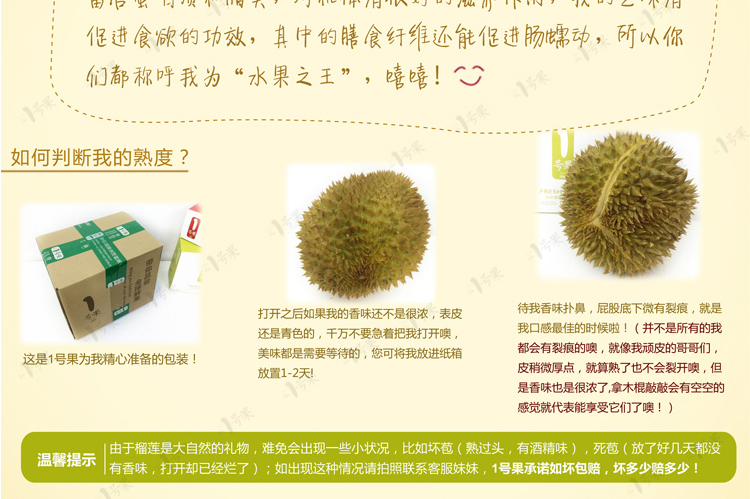 促进食欲的功效，其中的膳食纤维还能促进肠蠕动，所以你
们都称呼我为“水果之王”，嘻嘻！
如何判断我的熟度？
这是1号果为我精心准备的包装！
打开之后如果我的香味还不是很浓，表皮
还是青色的，千万不要急着把我打开噢，
美味都是需要等待的，您可将我放进纸箱
放置1-2天!
待我香味扑鼻，屁股底下微有裂痕，就是
我口感最佳的时候啦！（并不是所有的我
都会有裂痕的噢，就像我顽皮的哥哥们，
皮稍微厚点，就算熟了也不会裂开噢，但
是香味也是很浓了,拿木棍敲敲会有空空的
感觉就代表能享受它们了噢！）
温馨提示
由于榴莲是大自然的礼物，难免会出现一些小状况，比如坏苞（熟过头，有酒精味），死苞（放了好几天都没
有香味，打开却已经烂了）；如出现这种情况请拍照联系客服妹妹，1号果承诺如坏包赔，坏多少赔多少！